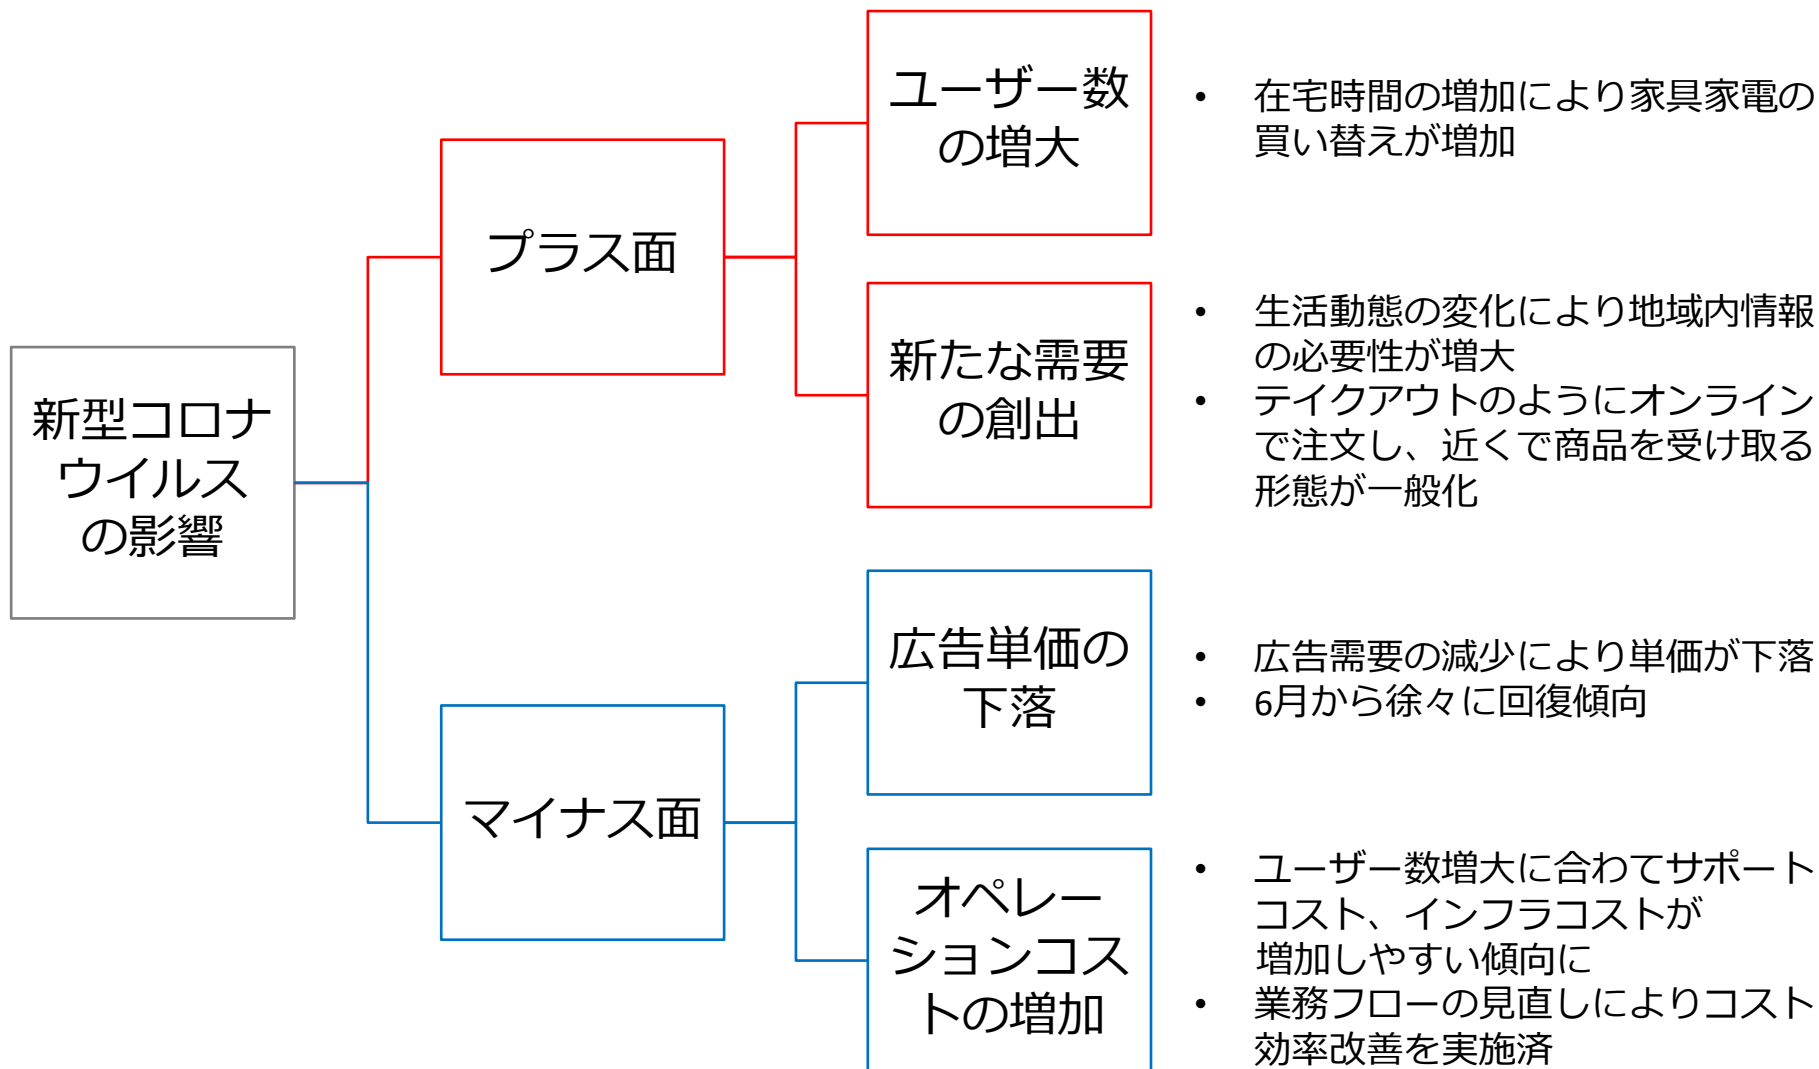 新型コロナ
ウイルス
の影響
プラス面
ユーザー数
の増大
• 在宅時間の増加により家具家電の
買い替えが増加
新たな需要
の創出
• 生活動態の変化により地域内情報
の必要性が増大
• テイクアウトのようにオンライン
で注文し、近くで商品を受け取る
形態が一般化
マイナス面
広告単価の
下落
• 広告需要の減少により単価が下落
• 6月から徐々に回復傾向
オペレー
ションコス
トの増加
• ユーザー数増大に合わせてサポート
コスト、インフラコストが
増加しやすい傾向に
• 業務フローの見直しによりコスト
効率改善を実施済